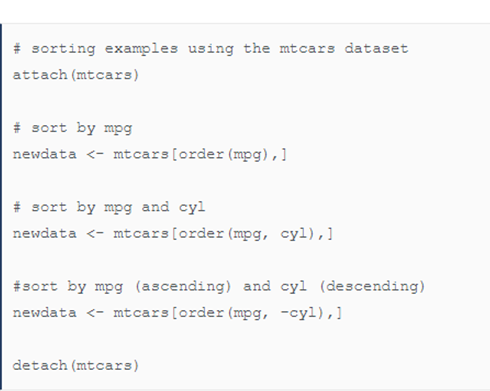 # sorting examples using the mtcars dataset
attach(mtcars)
# sort by mpg
newdata <- mtcars[order(mpg),]
# sort by mpg and cyl
newdata <- mtcars[order(mpg, cyl),]
#sort by mpg (ascending) and cyl (descending)
newdata <- mtcars[order(mpg, -cyl),]
detach(mtcars)